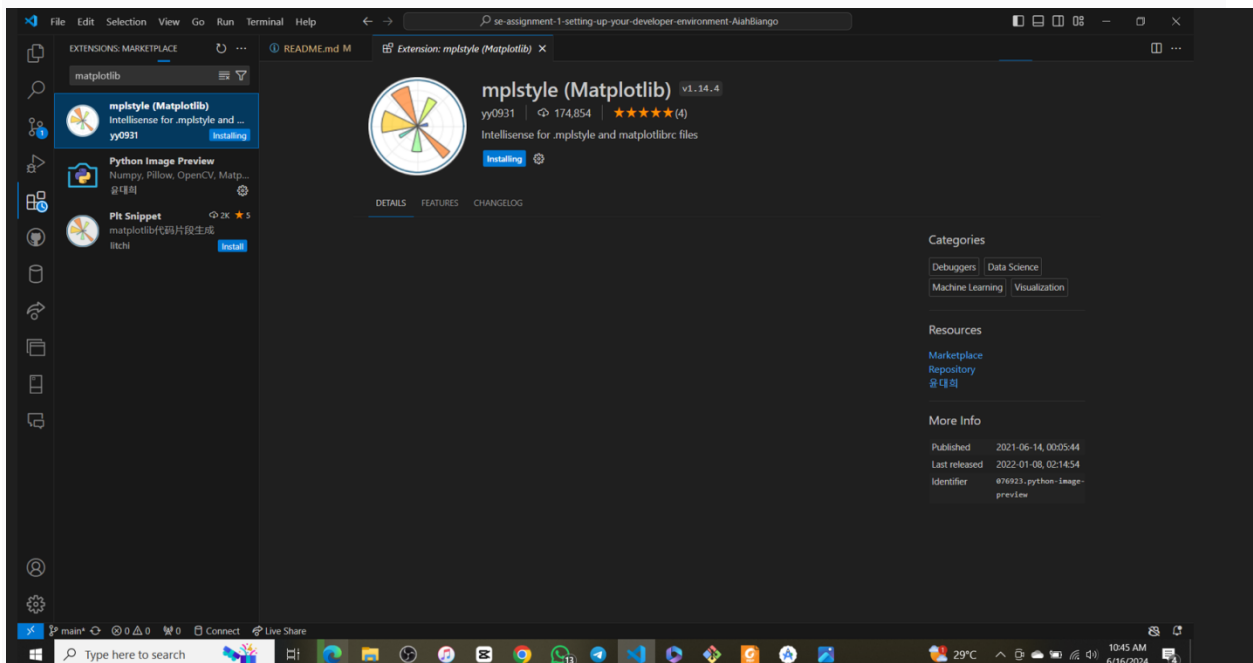 File Edit Selection View Go Run Terminal Help
se-assignment-1-setting-up-your-developer-environment-AiahBiango
EXTENSIONS: MARKETPLACE
matplotlib
mplstyle (Matplotlib)
Intellisense for .mplstyle and ...
yy0931 Installing
Python Image Preview
Numpy, Pillow, OpenCV, Matp...
윤대희
Plt Snippet 2K ★ 5
matplotlib代码片段生成
litchi Install
README.md M Extension: mplstyle (Matplotlib)
mplstyle (Matplotlib) v1.14.4
yy0931 174,854 ★★★★★(4)
Intellisense for .mplstyle and matplotlibrc files
Installing
DETAILS FEATURES CHANGELOG
Categories
Debuggers Data Science
Machine Learning Visualization
Resources
Marketplace
Repository
윤대희
More Info
Published 2021-06-14, 00:05:44
Last released 2022-01-08, 02:14:54
Identifier 076923.python-image-
preview
main* 0 0 0 Connect Live Share
Type here to search
13
29°C
10:45 AM
6/16/2024
4